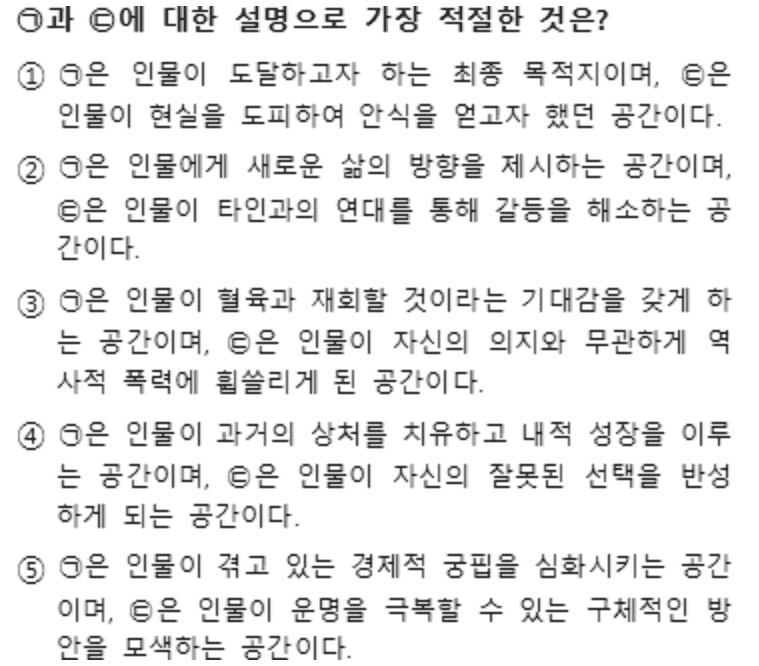 ㉠과 ㉢에 대한 설명으로 가장 적절한 것은?
① ㉠은 인물이 도달하고자 하는 최종 목적지이며, ㉢은
인물이 현실을 도피하여 안식을 얻고자 했던 공간이다.
② ㉠은 인물에게 새로운 삶의 방향을 제시하는 공간이며,
㉢은 인물이 타인과의 연대를 통해 갈등을 해소하는 공
간이다.
③ ㉠은 인물이 혈육과 재회할 것이라는 기대감을 갖게 하
는 공간이며, ㉢은 인물이 자신의 의지와 무관하게 역
사적 폭력에 휩쓸리게 된 공간이다.
④ ㉠은 인물이 과거의 상처를 치유하고 내적 성장을 이루
는 공간이며, ㉢은 인물이 자신의 잘못된 선택을 반성
하게 되는 공간이다.
⑤ ㉠은 인물이 겪고 있는 경제적 궁핍을 심화시키는 공간
이며, ㉢은 인물이 운명을 극복할 수 있는 구체적인 방
안을 모색하는 공간이다.